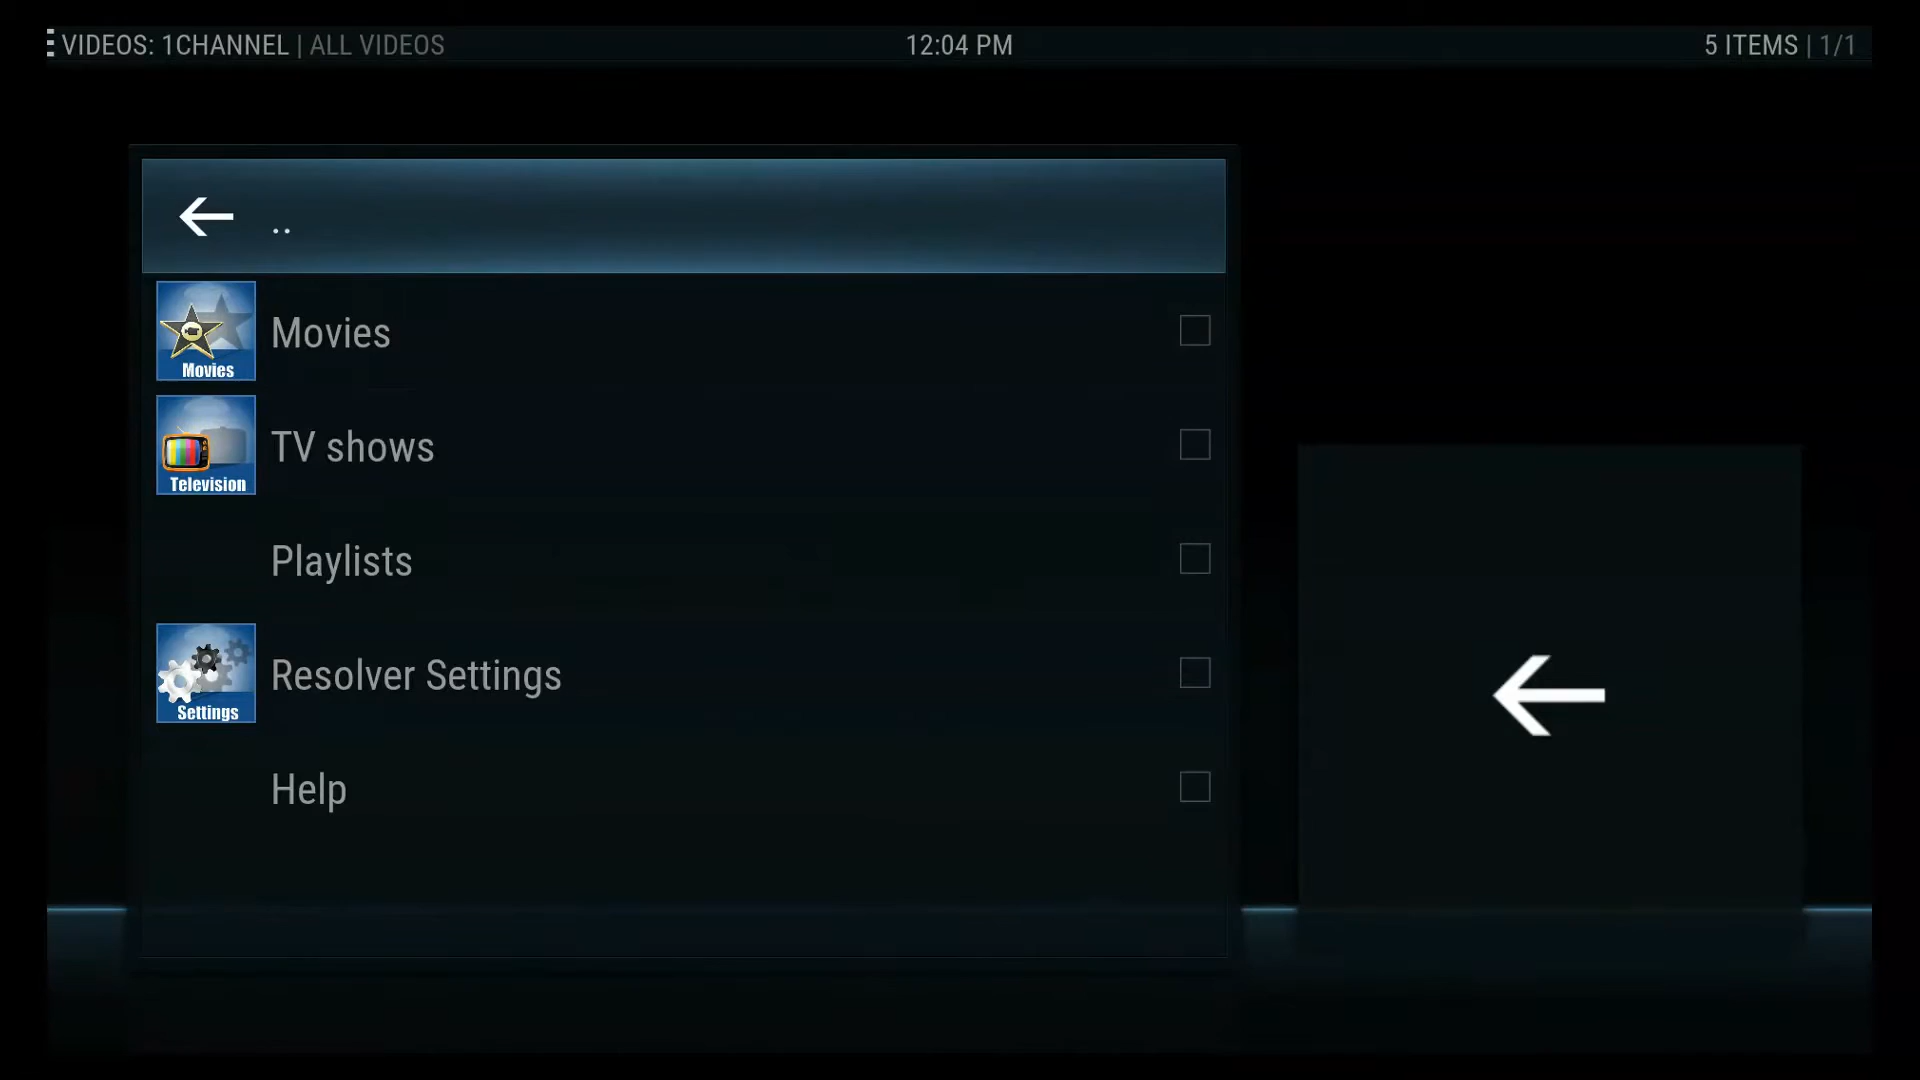 VIDEOS: 1CHANNEL | ALL VIDEOS
12:04 PM
5 ITEMS | 1/1
..
Movies
Movies
Television
TV shows
Playlists
Settings
Resolver Settings
Help